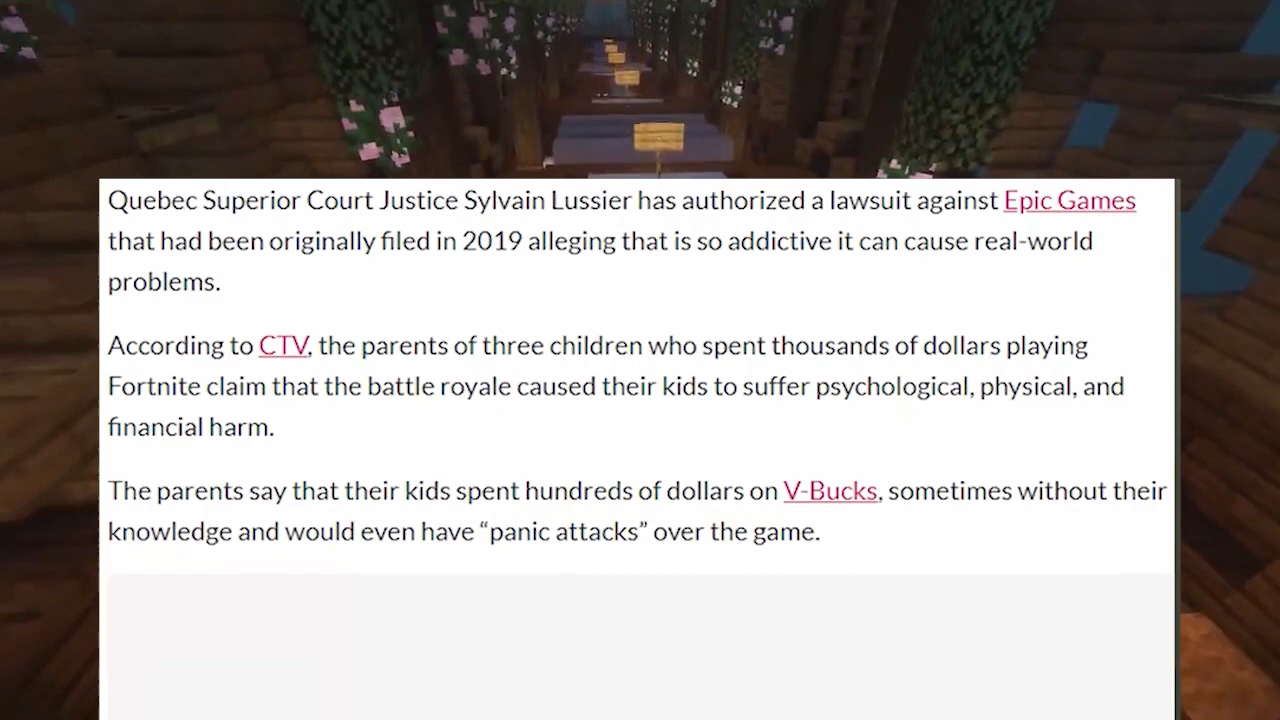 Quebec Superior Court Justice Sylvain Lussier has authorized a lawsuit against Epic Games
that had been originally filed in 2019 alleging that is so addictive it can cause real-world
problems.
According to CTV, the parents of three children who spent thousands of dollars playing
Fortnite claim that the battle royale caused their kids to suffer psychological, physical, and
financial harm.
The parents say that their kids spent hundreds of dollars on V-Bucks, sometimes without their
knowledge and would even have “panic attacks” over the game.